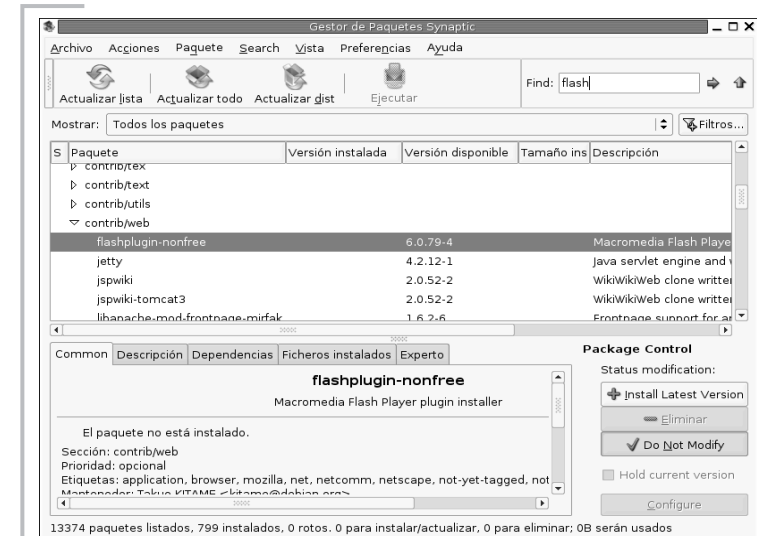 Gestor de Paquetes Synaptic
Archivo Acciones Paquete Search Vista Preferencias Ayuda
Actualizar lista Actualizar todo Actualizar dist Ejecutar
Find: flash
Mostrar: Todos los paquetes Filtros...
S Paquete Versión instalada Versión disponible Tamaño ins Descripción
contrib/tex
contrib/text
contrib/utils
contrib/web
flashplugin-nonfree 6.0.79-4 Macromedia Flash Playe
jetty 4.2.12-1 Java servlet engine and
jspwiki 2.0.52-2 WikiWikiWeb clone writte
jspwiki-tomcat3 2.0.52-2 WikiWikiWeb clone writte
libapache-mod-frontpage-mirfak 1.6.2-6 Frontpage support for
Common Descripción Dependencias Ficheros instalados Experto
flashplugin-nonfree
Macromedia Flash Player plugin installer
El paquete no está instalado.
Sección: contrib/web
Prioridad: opcional
Etiquetas: application, browser, mozilla, net, netcomm, netscape, not-yet-tagged, not
Mantenedor: Takuo KITAME <kitame@debian.org>
Package Control
Status modification:
Install Latest Version
Eliminar
Do Not Modify
Hold current version
Configure
13374 paquetes listados, 799 instalados, 0 rotos. 0 para instalar/actualizar, 0 para eliminar; 0B serán usados